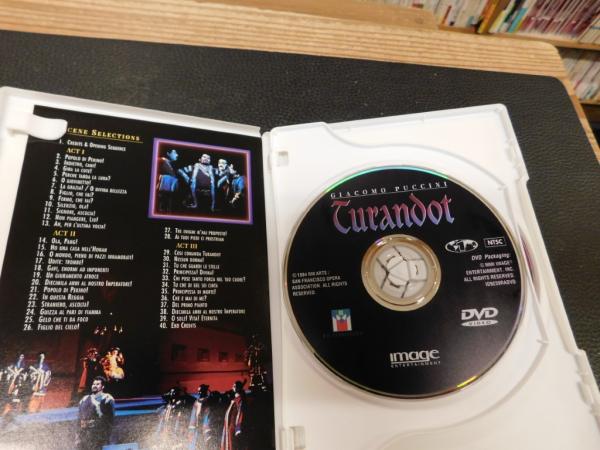 SCENE SELECTIONS
1. CREDITS & OPENING SEQUENCE
ACT I
2. POPOLO DI PEKINO!
3. INDIETRO, CANI!
4. GIRA LA COTE!
5. PERCHÈ TARDA LA LUNA?
6. O GIOVINETTO!
7. LA GRAZIA! / O DIVINA BELLEZZA
8. FIGLIO, CHE FAI?
9. FERMO, CHE FAI?
10. SILENZIO, OLA!
11. SIGNORE, ASCOLTA!
12. NON PIANGERE, LIÙ!
13. AH, PER L'ULTIMA VOLTA!
ACT II
14. OLA, PANG!
15. HO UNA CASA NELL'HONAN
16. O MONDO, PIENO DI PAZZI INNAMORATI!
17. UDITE TROMBE!
18. GRAVI, ENORMI AD IMPONENTI
19. UN GIURAMENTO ATROCE
20. DIECIMILA ANNI AL NOSTRO IMPERATORE!
21. POPOLO DI PEKINO!
22. IN QUESTA REGGIA
23. STRANIERO, ASCOLTA!
24. GUIZZA AL PARI DI FIAMMA
25. GELO CHE TI DA FOCO
26. FIGLIO DEL CIELO!
27. TRE ENIGMI M'HAI PROPOSTO!
28. AI TUOI PIEDI CI PROSTRIAM
ACT III
29. COSI COMANDA TURANDOT
30. NESSUN DORMA!
31. TU CHE GUARDI LE STELLE
32. PRINCIPESSA! DIVINA!
33. CHI POSE TANTO FORZA NEL TUO CUORE?
34. TU CHE DI GEL SEI CINTA
35. PRINCIPESSA DI MORTE!
36. CHE È MAI DI ME?
37. DEL PRIMO PIANTO
38. DIECIMILA ANNI AL NOSTRO IMPERATORE!
39. O SOLE! VITA! ETERNITÀ
40. END CREDITS
GIACOMO PUCCINI
Turandot
© 1994 RM ARTS /
SAN FRANCISCO OPERA
ASSOCIATION. ALL RIGHTS
RESERVED.
NTSC
DVD Packaging:
ENTERTAINMENT, INC.
ALL RIGHTS RESERVED.
DVD
VIDEO
image
ENTERTAINMENT